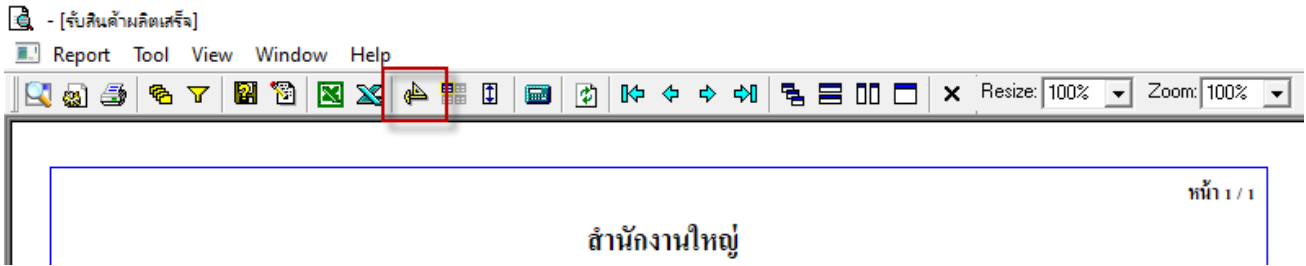 - [รับสินค้าผลิตเสร็จ]
Report Tool View Window Help
Resize: 100% Zoom: 100%
หน้า 1 / 1
สำนักงานใหญ่